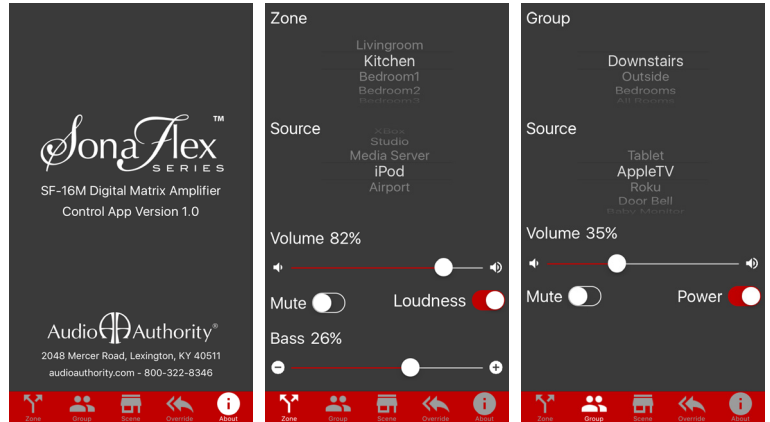 SonaFlex™
SERIES
SF-16M Digital Matrix Amplifier
Control App Version 1.0
Audio Authority®
2048 Mercer Road, Lexington, KY 40511
audioauthority.com - 800-322-8346
Zone
Group
Scene
Override
About
Zone
Livingroom
Kitchen
Bedroom1
Bedroom2
Bedroom3
Source
XBox
Studio
Media Server
iPod
Airport
Volume 82%
Mute
Loudness
Bass 26%
Zone
Group
Scene
Override
About
Group
Downstairs
Outside
Bedrooms
All Rooms
Source
Tablet
AppleTV
Roku
Door Bell
Baby Monitor
Volume 35%
Mute
Power
Zone
Group
Scene
Override
About